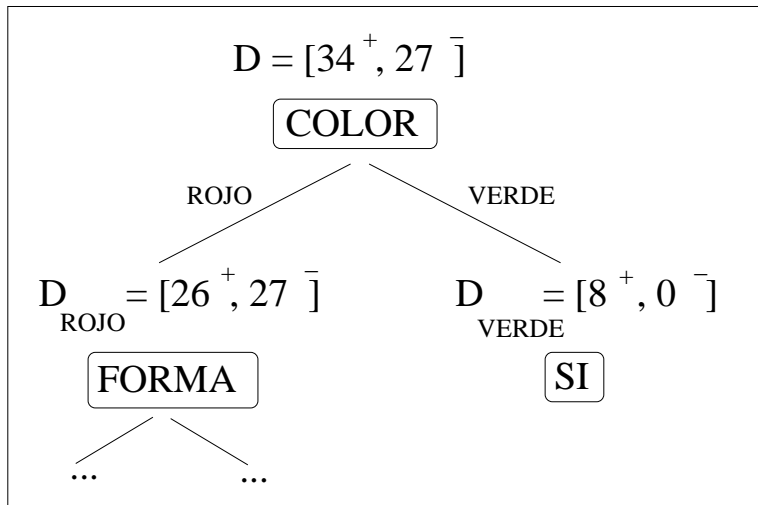 D = [34⁺, 27⁻]
COLOR
ROJO VERDE
D_ROJO = [26⁺, 27⁻] D_VERDE = [8⁺, 0⁻]
FORMA SI
... ...